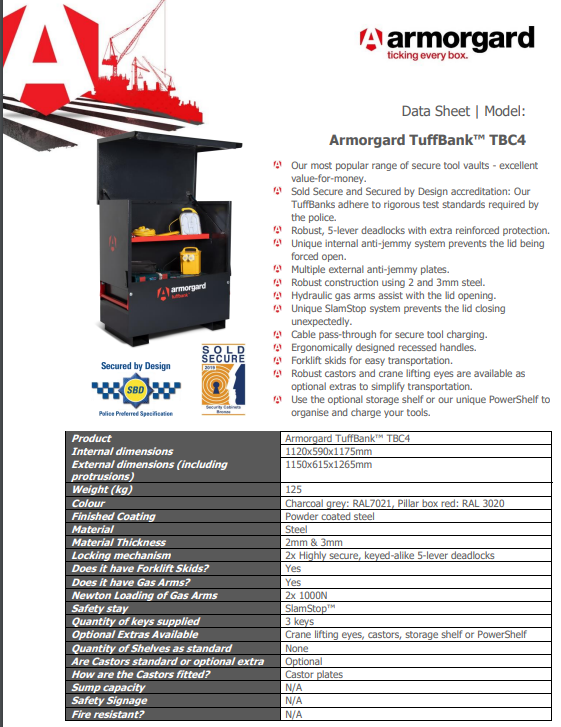 armorgard
ticking every box.
Data Sheet | Model:
Armorgard TuffBank™ TBC4
Our most popular range of secure tool vaults - excellent
value-for-money.
Sold Secure and Secured by Design accreditation: Our
TuffBanks adhere to rigorous test standards required by
the police.
Robust, 5-lever deadlocks with extra reinforced protection.
Unique internal anti-jemmy system prevents the lid being
forced open.
Multiple external anti-jemmy plates.
Robust construction using 2 and 3mm steel.
Hydraulic gas arms assist with the lid opening.
Unique SlamStop system prevents the lid closing
unexpectedly.
Cable pass-through for secure tool charging.
Ergonomically designed recessed handles.
Forklift skids for easy transportation.
Robust castors and crane lifting eyes are available as
optional extras to simplify transportation.
Use the optional storage shelf or our unique PowerShelf to
organise and charge your tools.
armorgard
tuffbank
Secured by Design
SBD
Police Preferred Specification
SOLD
SECURE
2019
Security Cabinets
Bronze
Product Armorgard TuffBank™ TBC4
Internal dimensions 1120x590x1175mm
External dimensions (including 1150x615x1265mm
protrusions)
Weight (kg) 125
Colour Charcoal grey: RAL7021, Pillar box red: RAL 3020
Finished Coating Powder coated steel
Material Steel
Material Thickness 2mm & 3mm
Locking mechanism 2x Highly secure, keyed-alike 5-lever deadlocks
Does it have Forklift Skids? Yes
Does it have Gas Arms? Yes
Newton Loading of Gas Arms 2x 1000N
Safety stay SlamStop™
Quantity of keys supplied 3 keys
Optional Extras Available Crane lifting eyes, castors, storage shelf or PowerShelf
Quantity of Shelves as standard None
Are Castors standard or optional extra Optional
How are the Castors fitted? Castor plates
Sump capacity N/A
Safety Signage N/A
Fire resistant? N/A